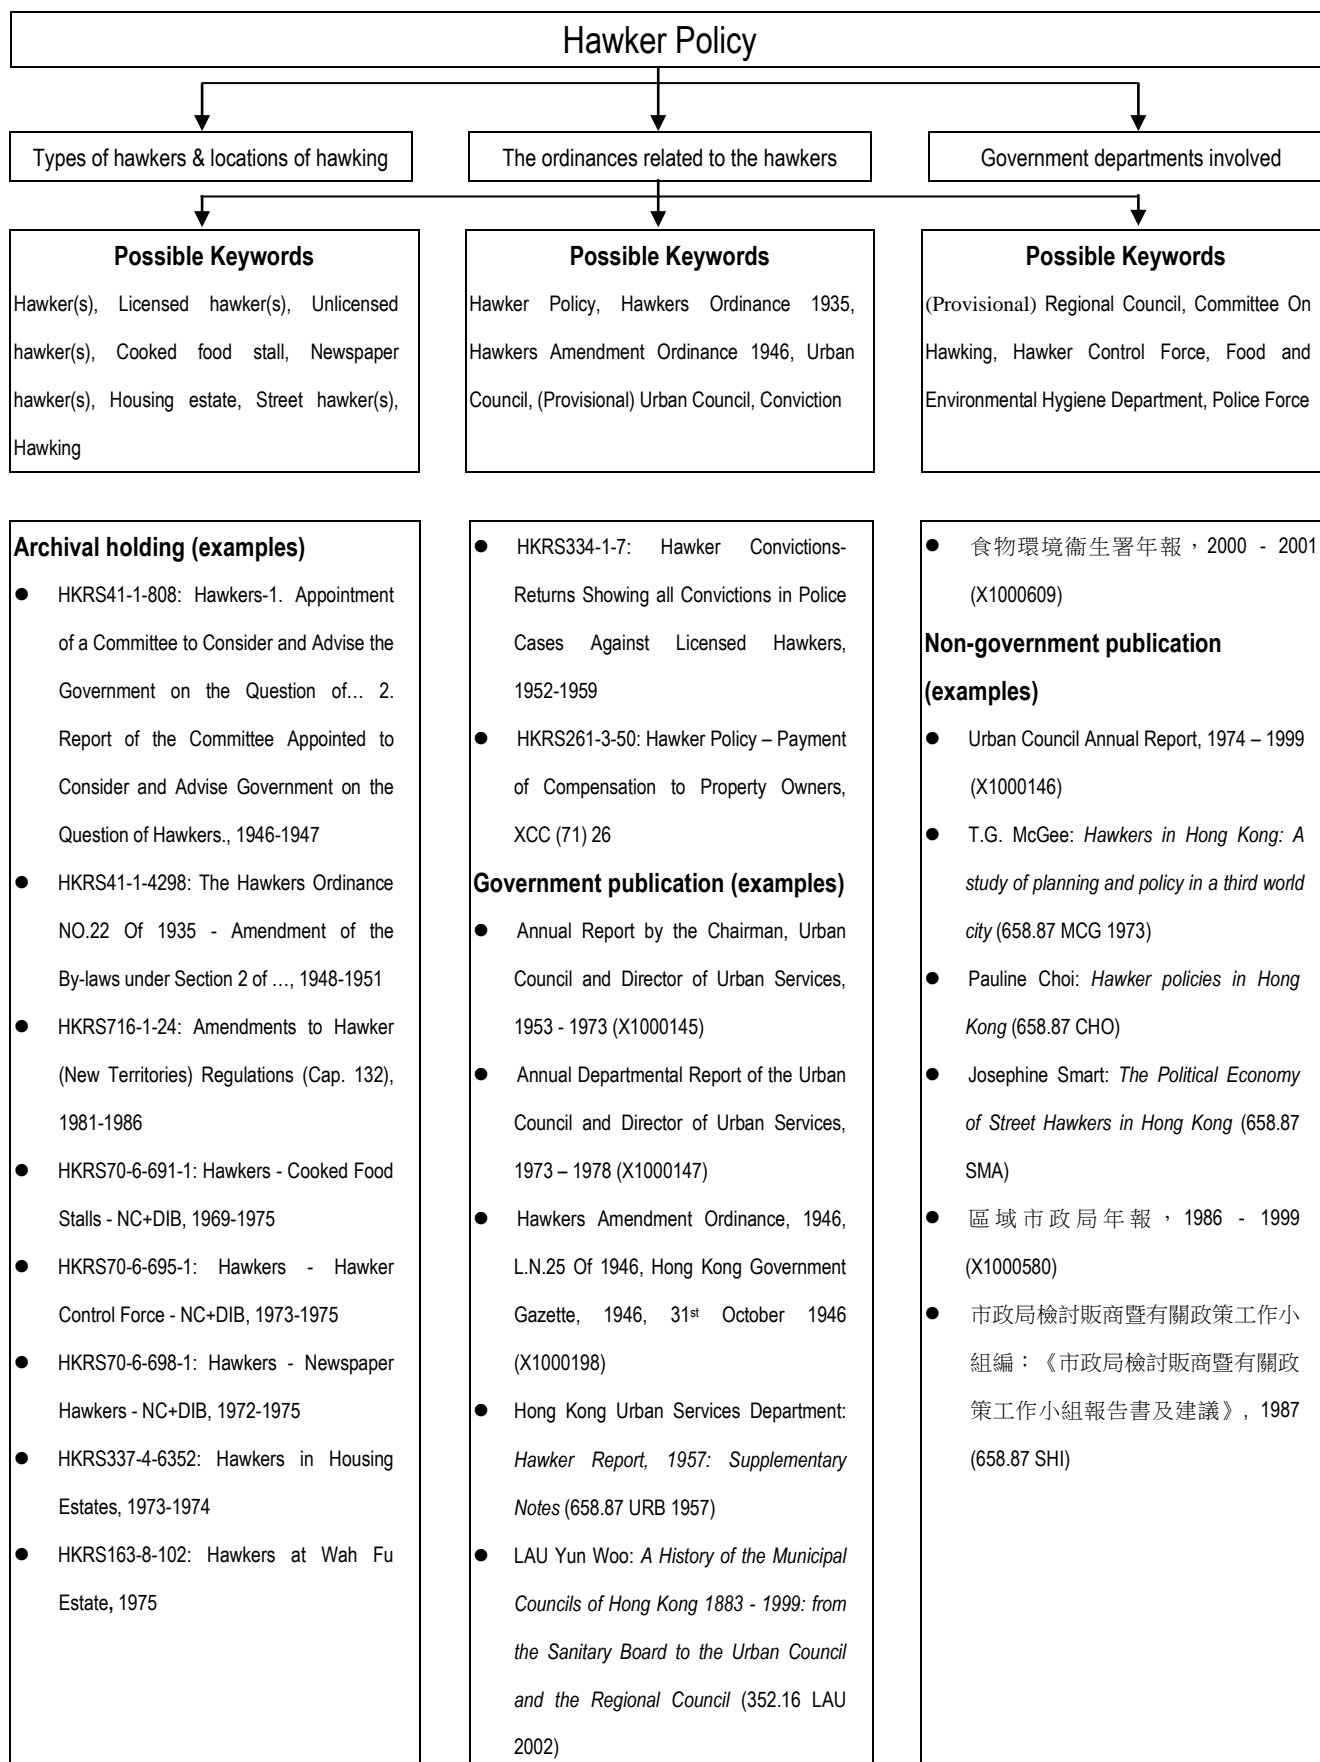 Hawker Policy
Types of hawkers & locations of hawking
The ordinances related to the hawkers
Government departments involved
Possible Keywords
Hawker(s), Licensed hawker(s), Unlicensed
hawker(s), Cooked food stall, Newspaper
hawker(s), Housing estate, Street hawker(s),
Hawking
Possible Keywords
Hawker Policy, Hawkers Ordinance 1935,
Hawkers Amendment Ordinance 1946, Urban
Council, (Provisional) Urban Council, Conviction
Possible Keywords
(Provisional) Regional Council, Committee On
Hawking, Hawker Control Force, Food and
Environmental Hygiene Department, Police Force
Archival holding (examples)
● HKRS41-1-808: Hawkers-1. Appointment
of a Committee to Consider and Advise the
Government on the Question of… 2.
Report of the Committee Appointed to
Consider and Advise Government on the
Question of Hawkers., 1946-1947
● HKRS41-1-4298: The Hawkers Ordinance
NO.22 Of 1935 - Amendment of the
By-laws under Section 2 of …, 1948-1951
● HKRS716-1-24: Amendments to Hawker
(New Territories) Regulations (Cap. 132),
1981-1986
● HKRS70-6-691-1: Hawkers - Cooked Food
Stalls - NC+DIB, 1969-1975
● HKRS70-6-695-1: Hawkers - Hawker
Control Force - NC+DIB, 1973-1975
● HKRS70-6-698-1: Hawkers - Newspaper
Hawkers - NC+DIB, 1972-1975
● HKRS337-4-6352: Hawkers in Housing
Estates, 1973-1974
● HKRS163-8-102: Hawkers at Wah Fu
Estate, 1975
● HKRS334-1-7: Hawker Convictions-
Returns Showing all Convictions in Police
Cases Against Licensed Hawkers,
1952-1959
● HKRS261-3-50: Hawker Policy – Payment
of Compensation to Property Owners,
XCC (71) 26
Government publication (examples)
● Annual Report by the Chairman, Urban
Council and Director of Urban Services,
1953 - 1973 (X1000145)
● Annual Departmental Report of the Urban
Council and Director of Urban Services,
1973 – 1978 (X1000147)
● Hawkers Amendment Ordinance, 1946,
L.N.25 Of 1946, Hong Kong Government
Gazette, 1946, 31st October 1946
(X1000198)
● Hong Kong Urban Services Department:
Hawker Report, 1957: Supplementary
Notes (658.87 URB 1957)
● LAU Yun Woo: A History of the Municipal
Councils of Hong Kong 1883 - 1999: from
the Sanitary Board to the Urban Council
and the Regional Council (352.16 LAU
2002)
● 食物環境衞生署年報，2000 - 2001
(X1000609)
Non-government publication
(examples)
● Urban Council Annual Report, 1974 – 1999
(X1000146)
● T.G. McGee: Hawkers in Hong Kong: A
study of planning and policy in a third world
city (658.87 MCG 1973)
● Pauline Choi: Hawker policies in Hong
Kong (658.87 CHO)
● Josephine Smart: The Political Economy
of Street Hawkers in Hong Kong (658.87
SMA)
● 區域市政局年報，1986 - 1999
(X1000580)
● 市政局檢討販商暨有關政策工作小
組編：《市政局檢討販商暨有關政
策工作小組報告書及建議》, 1987
(658.87 SHI)